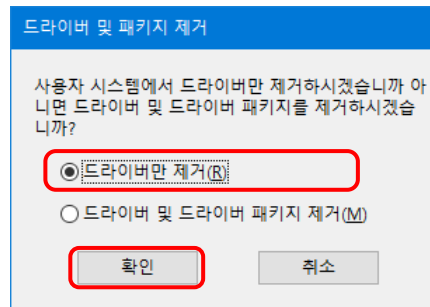 드라이버 및 패키지 제거
사용자 시스템에서 드라이버만 제거하시겠습니까 아
니면 드라이버 및 드라이버 패키지를 제거하시겠습
니까?
드라이버만 제거(R)
드라이버 및 드라이버 패키지 제거(M)
확인 취소